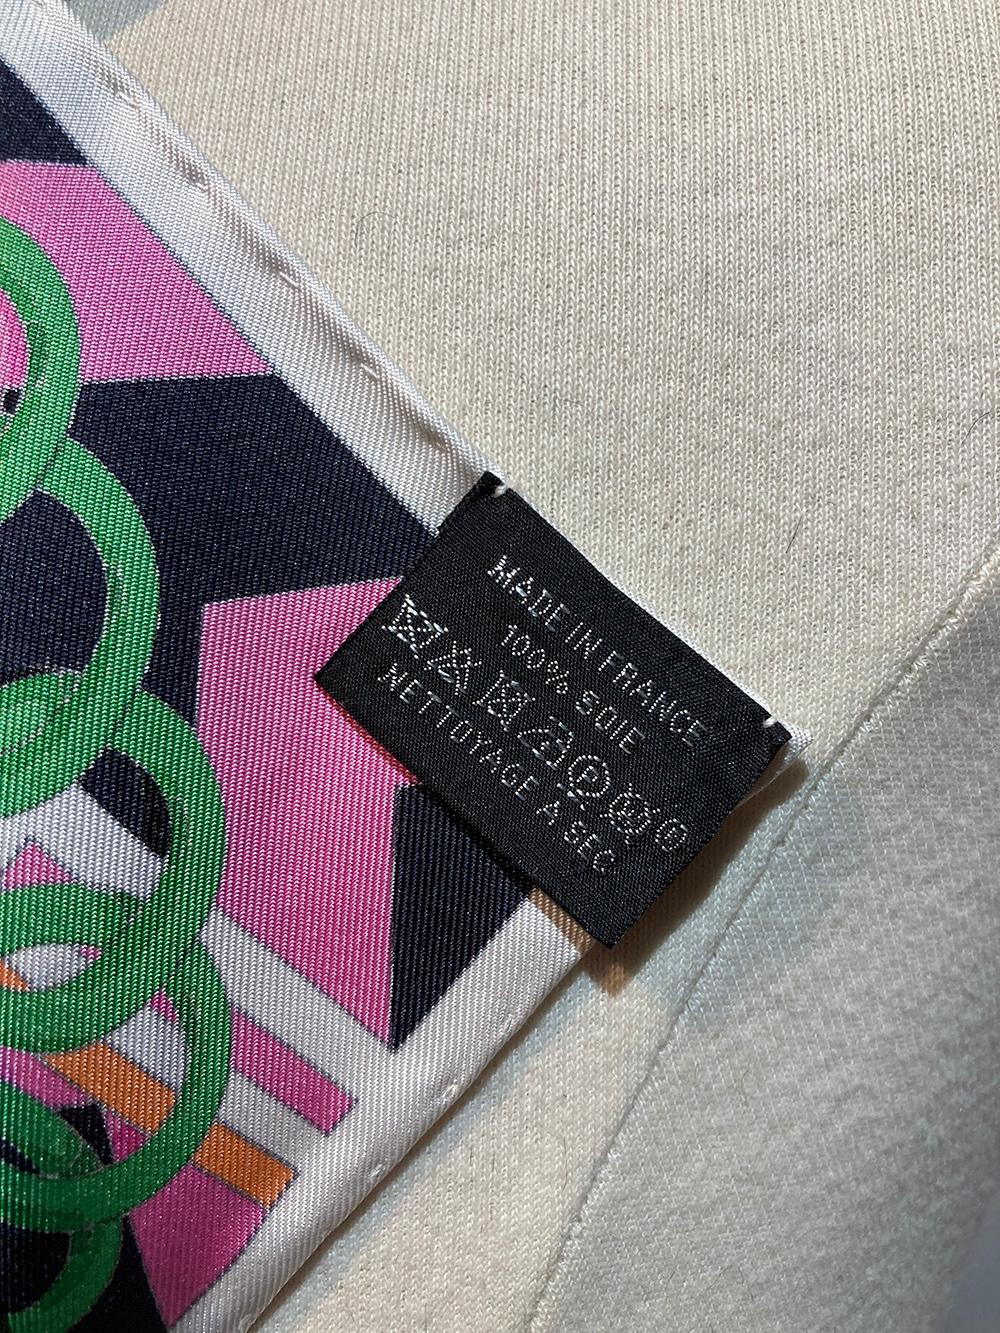 MADE IN FRANCE
100% SOIE
P W ©
NETTOYAGE A SEC